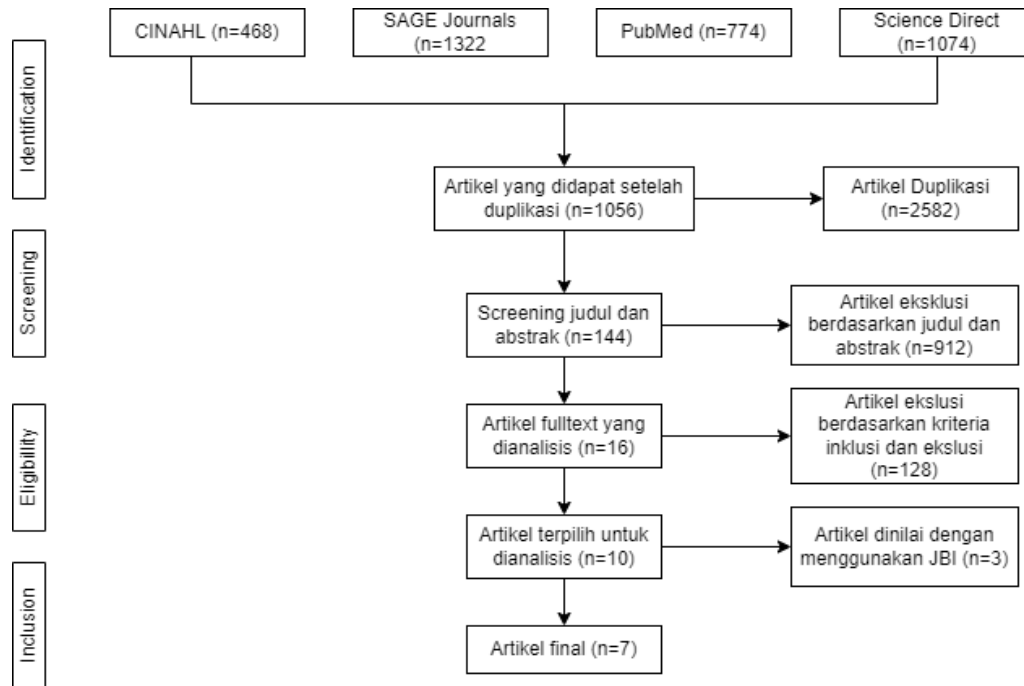 CINAHL (n=468)
SAGE Journals
(n=1322
PubMed (n=774)
Science Direct
(n=1074)
Identification
Artikel yang didapat setelah
duplikasi (n=1056)
Artikel Duplikasi
(n=2582)
Screening
Screening judul dan
abstrak (n=144)
Artikel eksklusi
berdasarkan judul dan
abstrak (n=912)
Eligibillity
Artikel fulltext yang
dianalisis (n=16)
Artikel ekslusi
berdasarkan kriteria
inklusi dan ekslusi
(n=128)
Artikel terpilih untuk
dianalisis (n=10)
Artikel dinilai dengan
menggunakan JBI (n=3)
Inclusion
Artikel final (n=7)